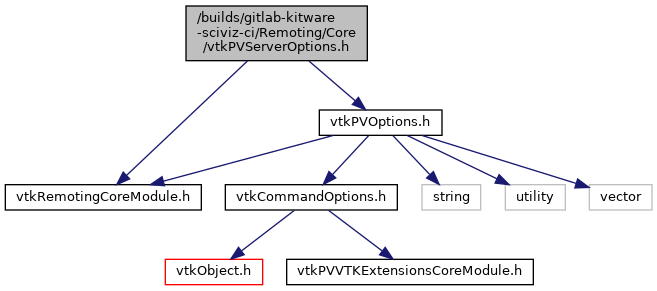 /builds/gitlab-kitware
-sciviz-ci/Remoting/Core
/vtkPVServerOptions.h
vtkPVOptions.h
vtkRemotingCoreModule.h
vtkCommandOptions.h
string
utility
vector
vtkObject.h
vtkPVVTKExtensionsCoreModule.h